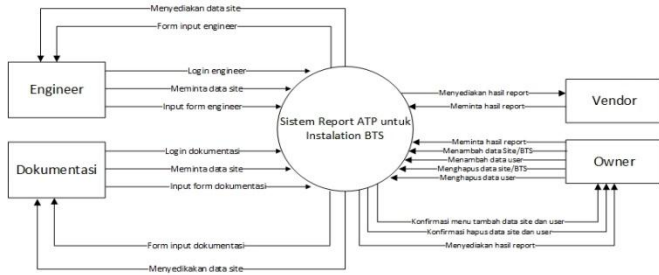 Menyediakan data site
Form input engineer
Engineer
Login engineer
Meminta data site
Input form engineer
Sistem Report ATP untuk
Instalation BTS
Menyediakan hasil report
Meminta hasil report
Vendor
Dokumentasi
Login dokumentasi
Meminta data site
Input form dokumentasi
Meminta hasil report
Menambah data Site/BTS
Menambah data user
Menghapus data site/BTS
Menghapus data user
Owner
Konfirmasi menu tambah data site dan user
Konfirmasi hapus data site dan user
Menyediakan hasil report
Form input dokumentasi
Menyedikakan data site